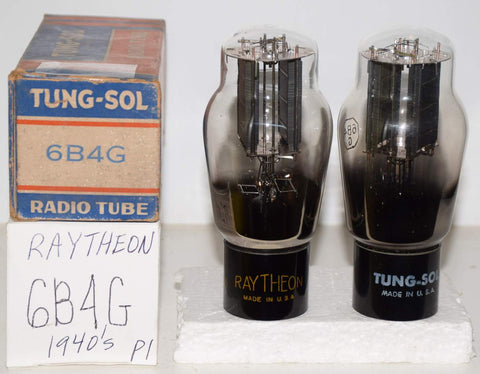 TUNG-SOL
6B4G
RADIO TUBE
RAYTHEON
6B4G
1940's P1
RAYTHEON
MADE IN U.S.A.
TUNG-SOL
MADE IN U.S.A.